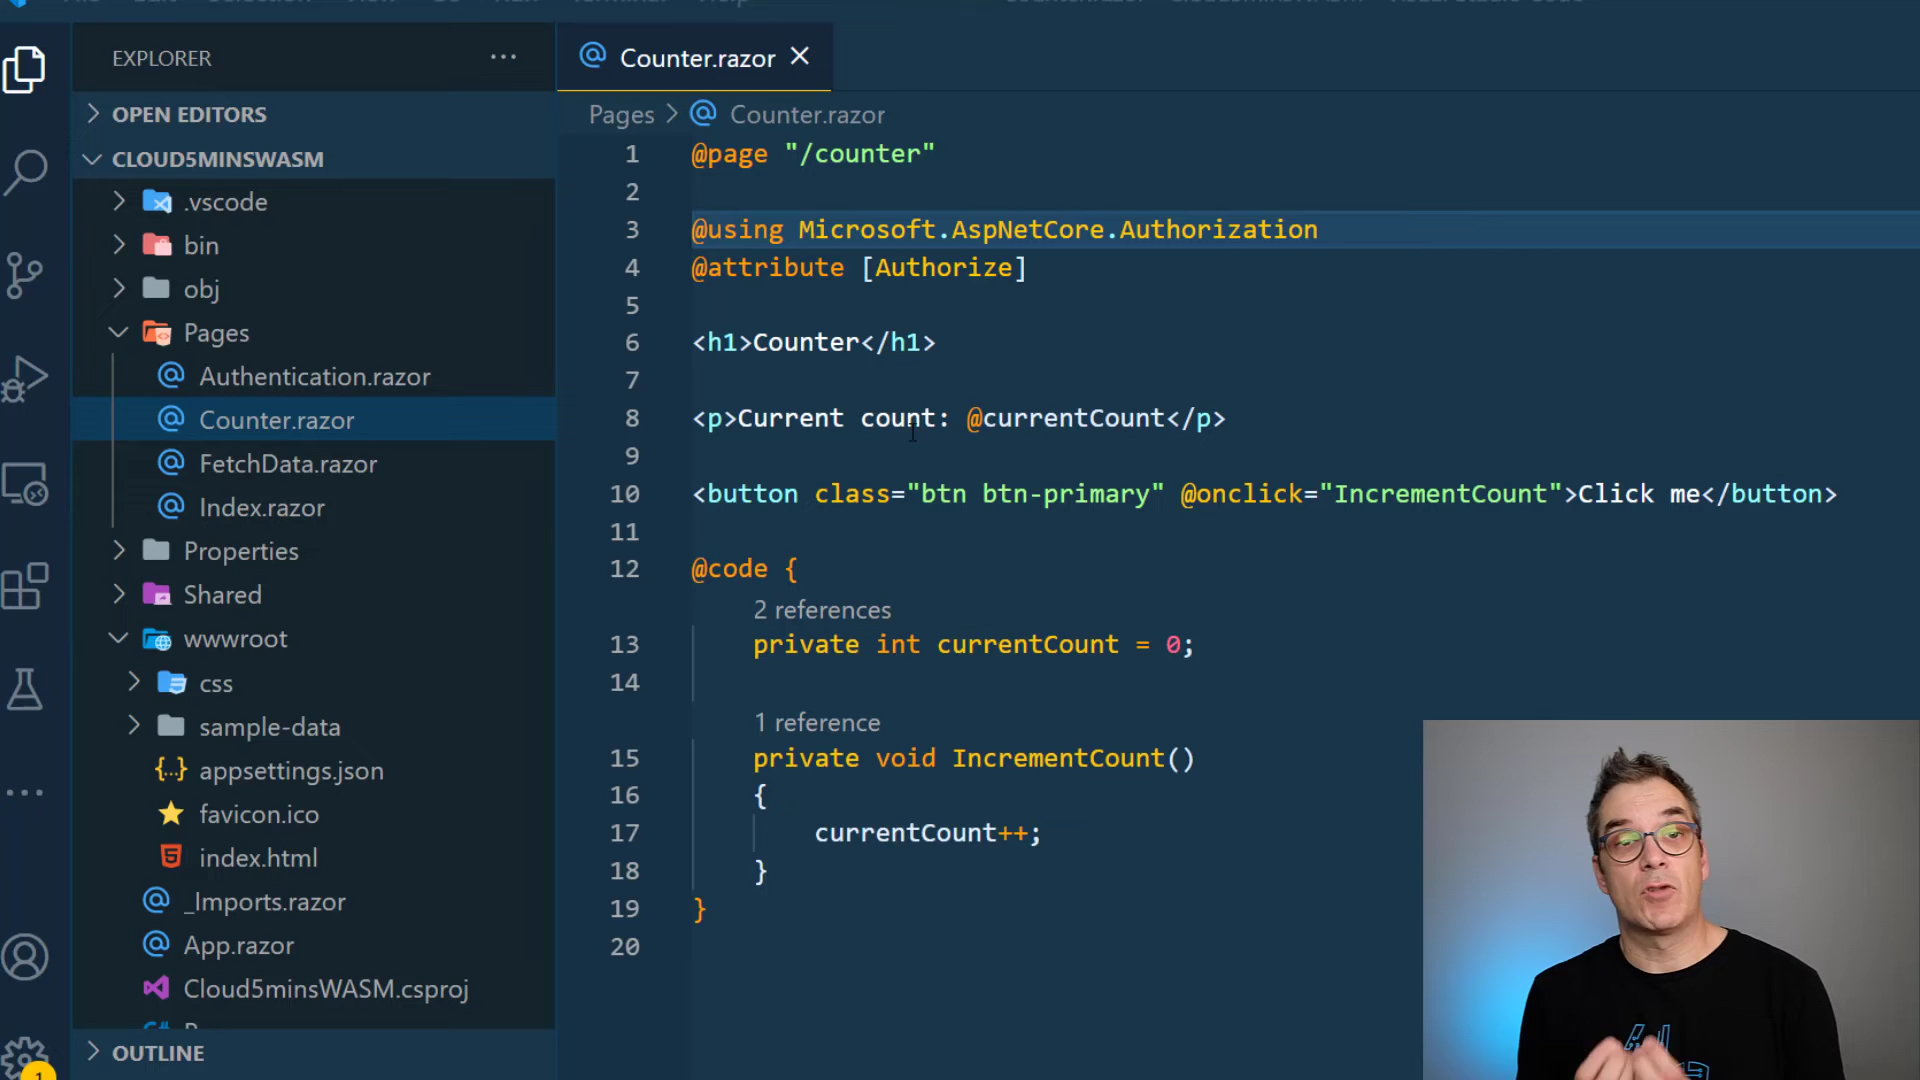 EXPLORER
OPEN EDITORS
CLOUD5MINSWASM
.vscode
bin
obj
Pages
Authentication.razor
Counter.razor
FetchData.razor
Index.razor
Properties
Shared
wwwroot
css
sample-data
appsettings.json
favicon.ico
index.html
_Imports.razor
App.razor
Cloud5minsWASM.csproj
OUTLINE
1
Counter.razor
Pages > Counter.razor
1 @page "/counter"
2
3 @using Microsoft.AspNetCore.Authorization
4 @attribute [Authorize]
5
6 <h1>Counter</h1>
7
8 <p>Current count: @currentCount</p>
9
10 <button class="btn btn-primary" @onclick="IncrementCount">Click me</button>
11
12 @code {
2 references
13 private int currentCount = 0;
14
1 reference
15 private void IncrementCount()
16 {
17 currentCount++;
18 }
19 }
20